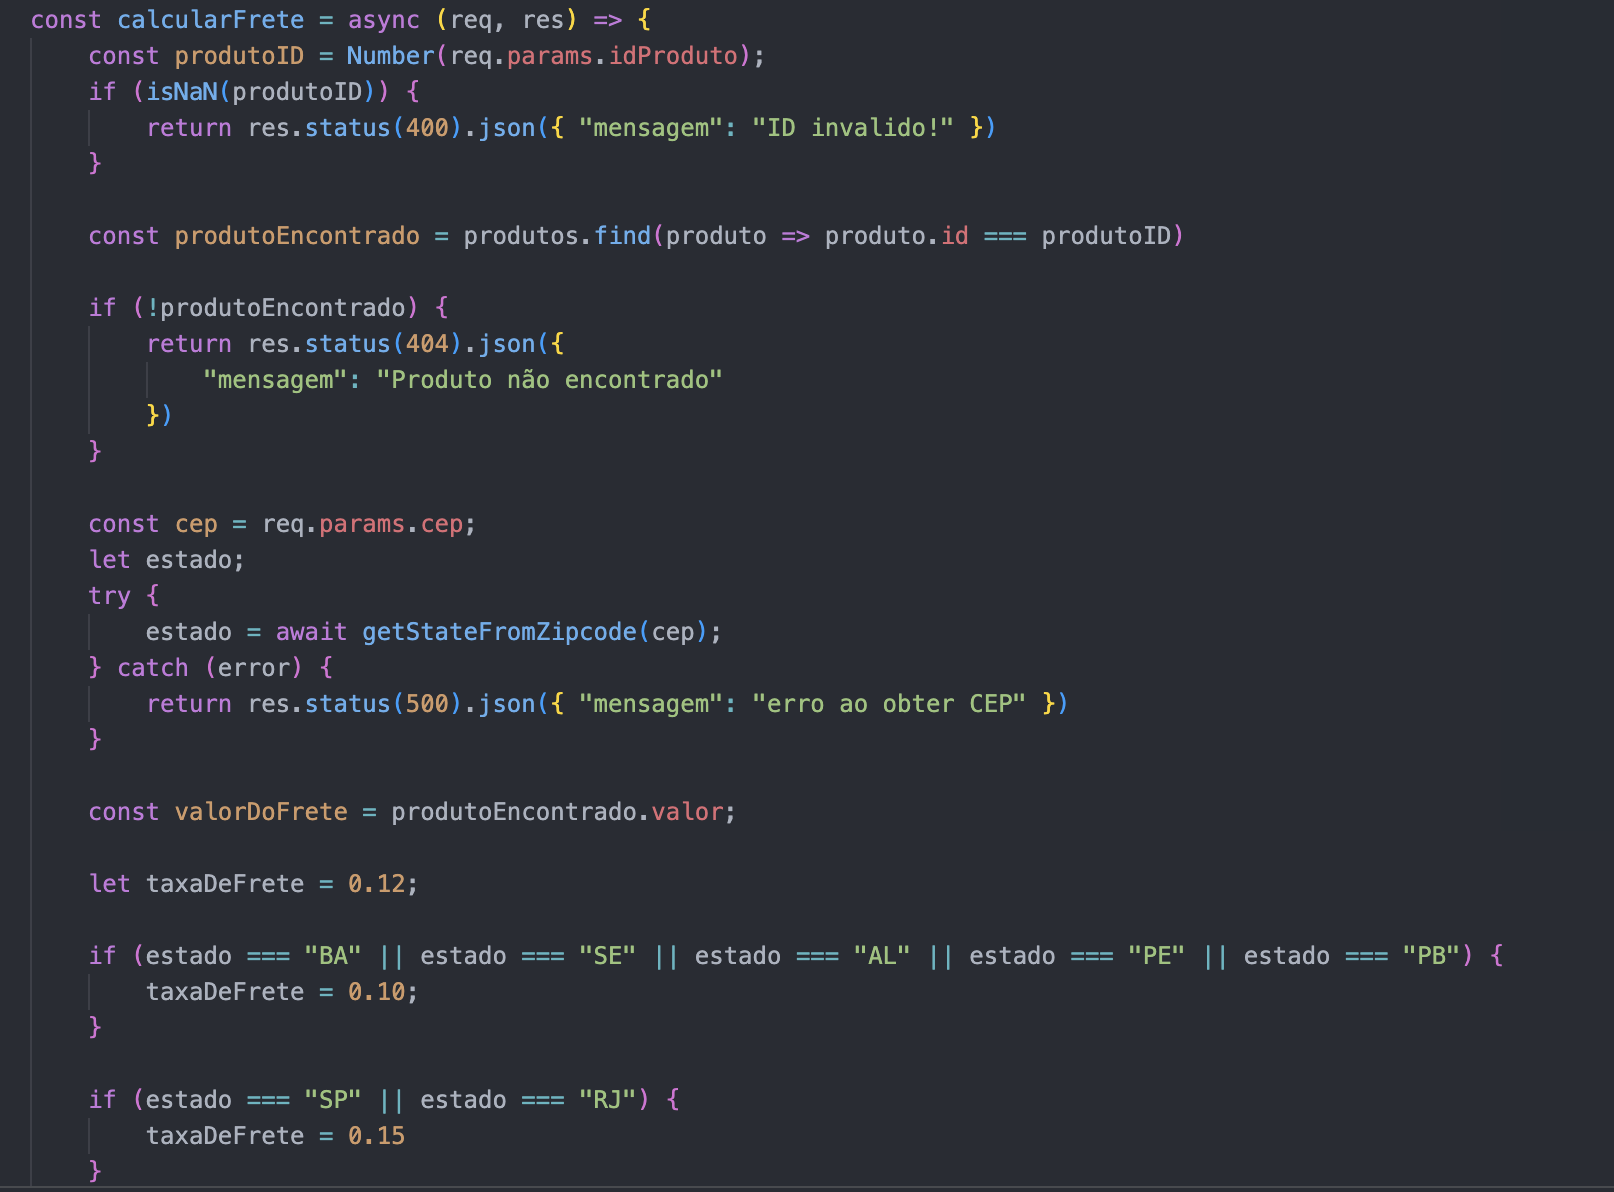 const calcularFrete = async (req, res) => {
    const produtoID = Number(req.params.idProduto);
    if (isNaN(produtoID)) {
        return res.status(400).json({ "mensagem": "ID invalido!" })
    }

    const produtoEncontrado = produtos.find(produto => produto.id === produtoID)

    if (!produtoEncontrado) {
        return res.status(404).json({
            "mensagem": "Produto não encontrado"
        })
    }

    const cep = req.params.cep;
    let estado;
    try {
        estado = await getStateFromZipcode(cep);
    } catch (error) {
        return res.status(500).json({ "mensagem": "erro ao obter CEP" })
    }

    const valorDoFrete = produtoEncontrado.valor;

    let taxaDeFrete = 0.12;

    if (estado === "BA" || estado === "SE" || estado === "AL" || estado === "PE" || estado === "PB") {
        taxaDeFrete = 0.10;
    }

    if (estado === "SP" || estado === "RJ") {
        taxaDeFrete = 0.15
    }